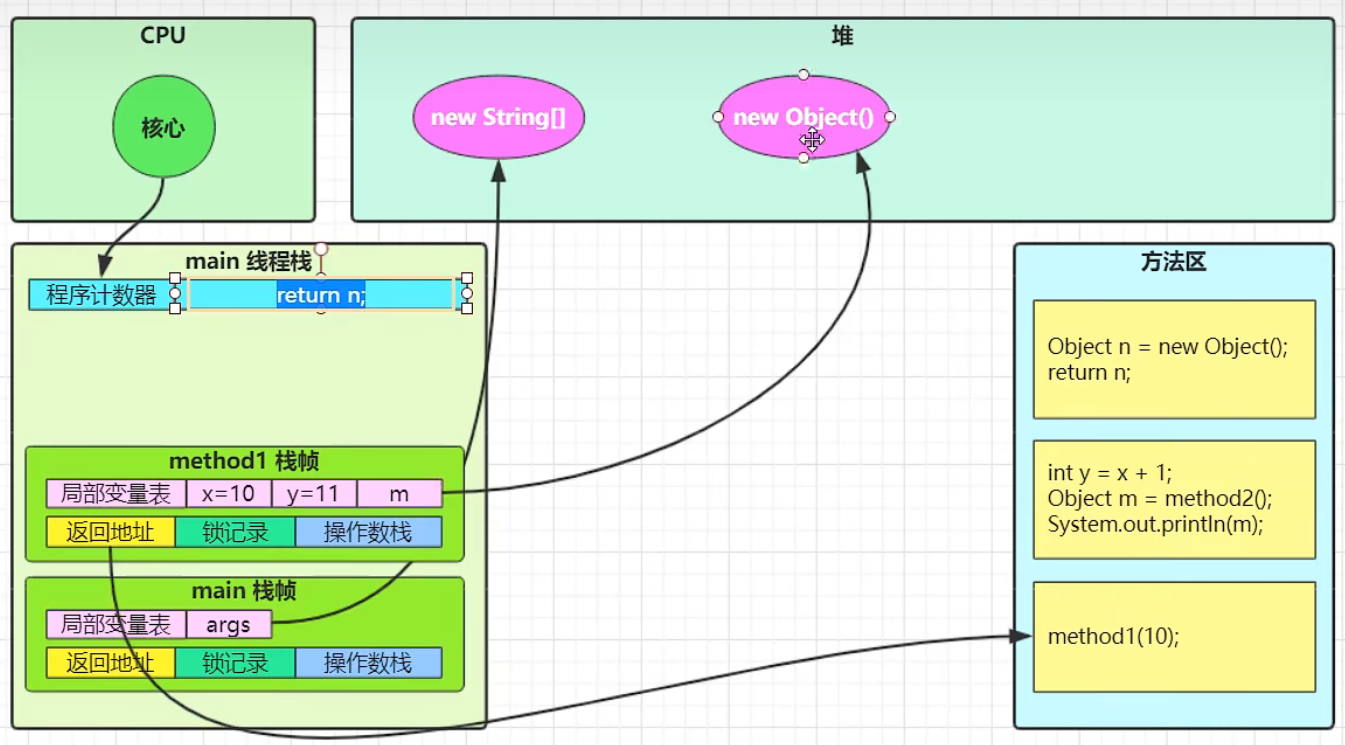 CPU
核心
堆
new String[]
new Object()
main 线程栈
程序计数器
return n;
method1 栈帧
局部变量表 x=10 y=11 m
返回地址 锁记录 操作数栈
main 栈帧
局部变量表 args
返回地址 锁记录 操作数栈
方法区
Object n = new Object();
return n;
int y = x + 1;
Object m = method2();
System.out.println(m);
method1(10);